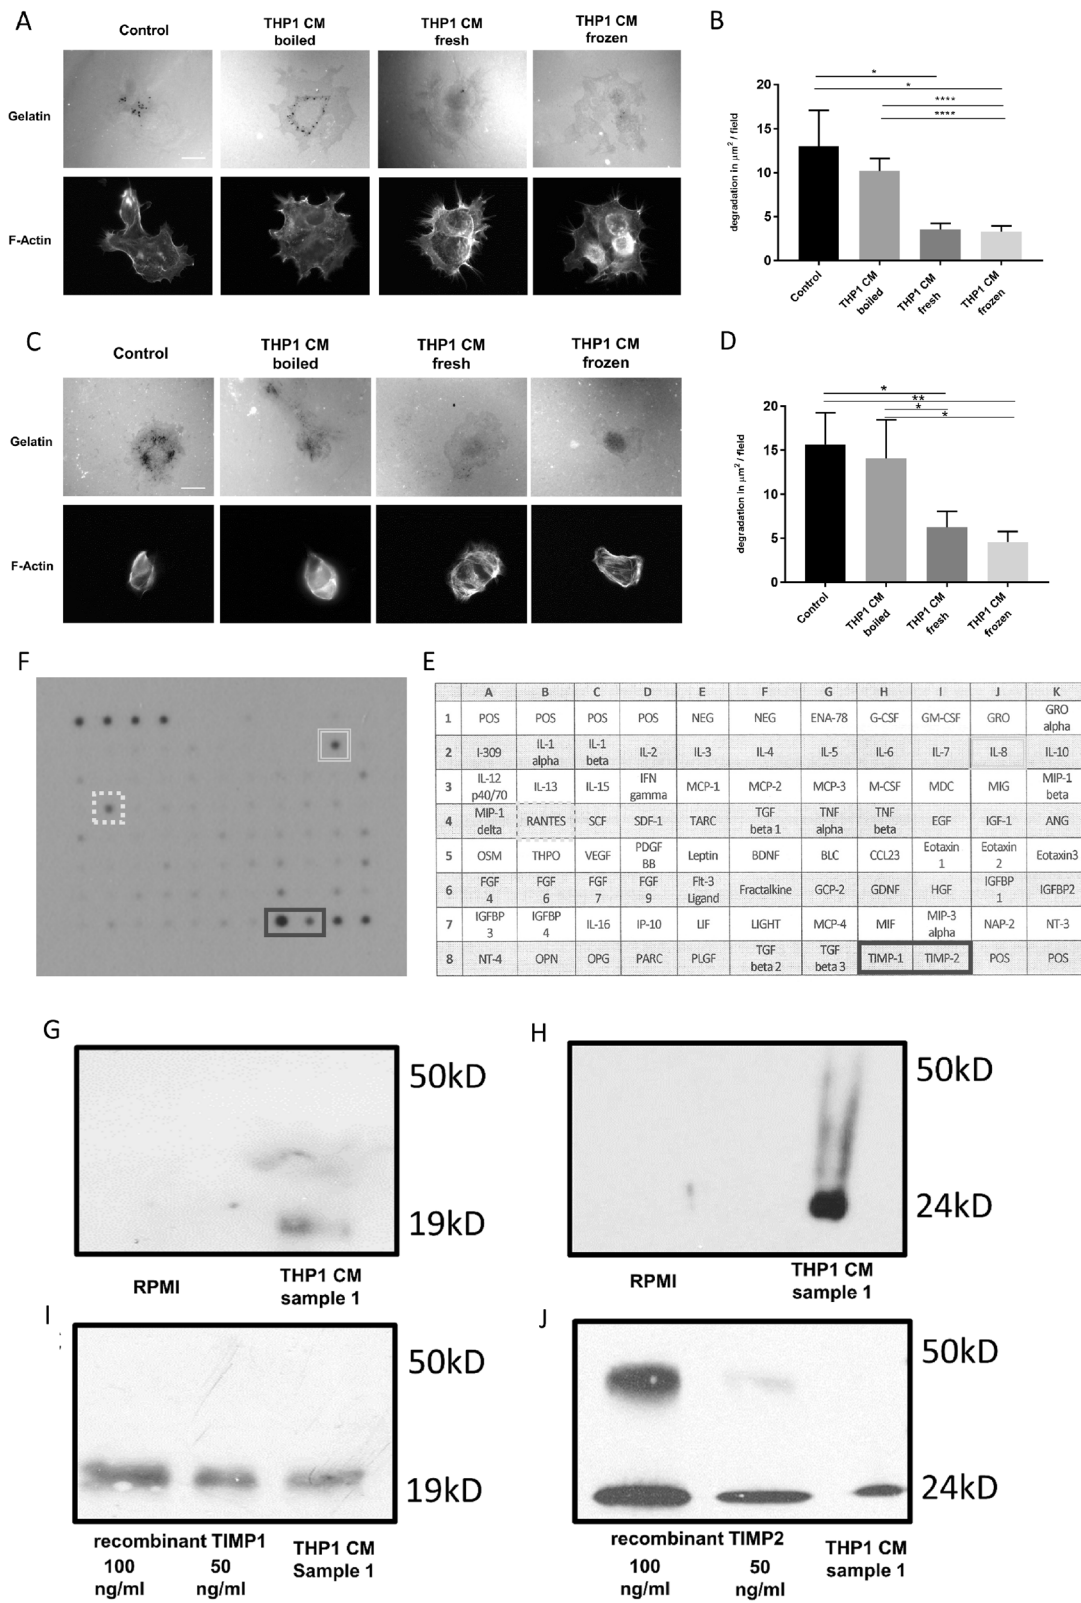 A
Control
THP1 CM
boiled
THP1 CM
fresh
THP1 CM
frozen
Gelatin
F-Actin
B
*
*
****
****
degradation in µm² / field
20
15
10
5
0
Control
THP1 CM
boiled
THP1 CM
fresh
THP1 CM
frozen
C
Control
THP1 CM
boiled
THP1 CM
fresh
THP1 CM
frozen
Gelatin
F-Actin
D
*
**
*
*
degradation in µm² / field
20
15
10
5
0
Control
THP1 CM
boiled
THP1 CM
fresh
THP1 CM
frozen
F
E
A B C D E F G H I J K
1 POS POS POS POS NEG NEG ENA-78 G-CSF GM-CSF GRO GRO alpha
2 I-309 IL-1 alpha IL-1 beta IL-2 IL-3 IL-4 IL-5 IL-6 IL-7 IL-8 IL-10
3 IL-12 p40/70 IL-13 IL-15 IFN gamma MCP-1 MCP-2 MCP-3 M-CSF MDC MIG MIP-1 beta
4 MIP-1 delta RANTES SCF SDF-1 TARC TGF beta 1 TNF alpha TNF beta EGF IGF-1 ANG
5 OSM THPO VEGF PDGF BB Leptin BDNF BLC CCL23 Eotaxin 1 Eotaxin 2 Eotaxin3
6 FGF 4 FGF 6 FGF 7 FGF 9 Flt-3 Ligand Fractalkine GCP-2 GDNF HGF IGFBP 1 IGFBP2
7 IGFBP 3 IGFBP 4 IL-16 IP-10 LIF LIGHT MCP-4 MIF MIP-3 alpha NAP-2 NT-3
8 NT-4 OPN OPG PARC PLGF TGF beta 2 TGF beta 3 TIMP-1 TIMP-2 POS POS
G
50kD
19kD
RPMI
THP1 CM
sample 1
H
50kD
24kD
RPMI
THP1 CM
sample 1
I
;
50kD
19kD
recombinant TIMP1
100
ng/ml
50
ng/ml
THP1 CM
Sample 1
J
50kD
24kD
recombinant TIMP2
100
ng/ml
50
ng/ml
THP1 CM
sample 1